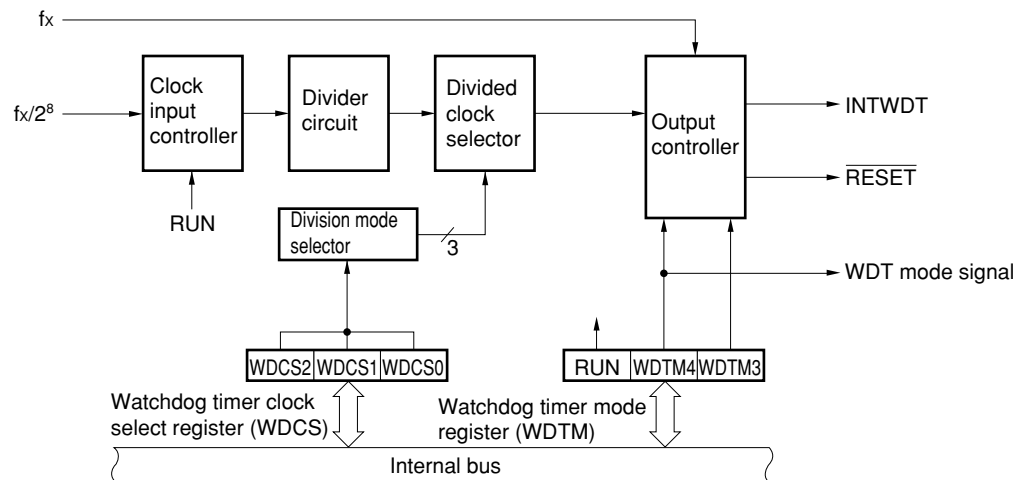 fx
fx/2⁸
Clock
input
controller
Divider
circuit
Divided
clock
selector
Output
controller
INTWDT
RESET
RUN
Division mode
selector
3
WDT mode signal
WDCS2 WDCS1 WDCS0
RUN WDTM4 WDTM3
Watchdog timer clock
select register (WDCS)
Watchdog timer mode
register (WDTM)
Internal bus